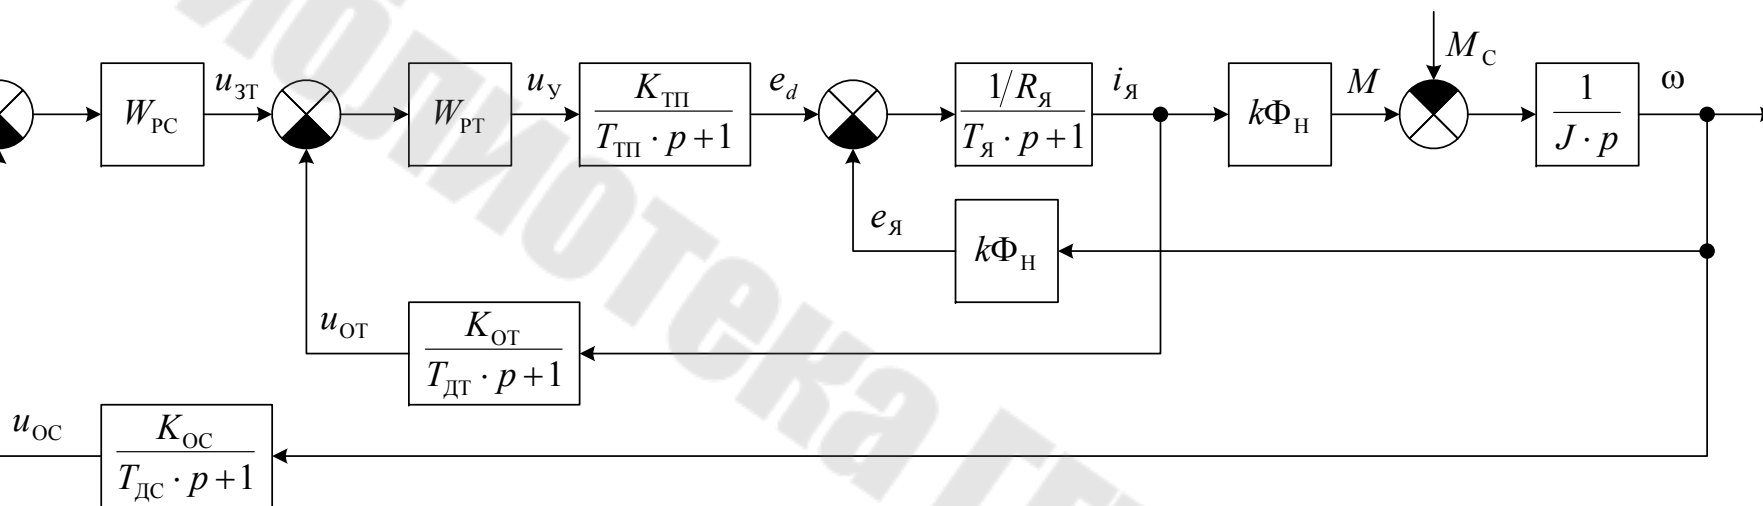 W_РС
u_ЗТ
W_РТ
u_У
K_ТП
T_ТП · p + 1
e_d
1/R_Я
T_Я · p + 1
i_Я
kΦ_Н
M
M_С
1
J · p
ω
e_Я
kΦ_Н
u_ОТ
K_ОТ
T_ДТ · p + 1
u_ОС
K_ОС
T_ДС · p + 1
иотека